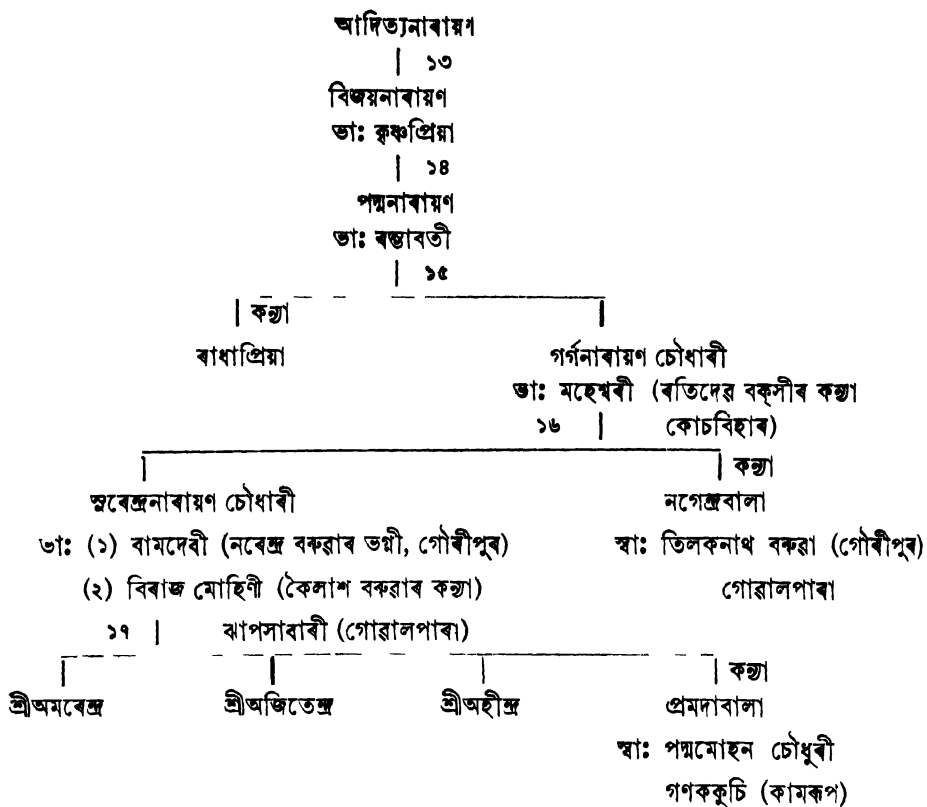 আদিত্যনাৰায়ণ
| ১৩
বিজয়নাৰায়ণ
ভা: কৃষ্ণপ্ৰিয়া
| ১৪
পদ্মনাৰায়ণ
ভা: ৰম্ভাবতী
| ১৫
| কন্যা
ৰাধাপ্ৰিয়া গৰ্গনাৰায়ণ চৌধাৰী
ভা: মহেশ্বৰী (ৰতিদেৱ বক্‌সীৰ কন্যা
১৬ | কোচবিহাৰ)
| কন্যা
সুৰেন্দ্ৰনাৰায়ণ চৌধাৰী নগেন্দ্ৰবালা
ভা: (১) বামদেবী (নৰেন্দ্ৰ বৰুৱাৰ ভগ্নী, গৌৰীপুৰ) স্বা: তিলকনাথ বৰুৱা (গৌৰীপুৰ)
(২) বিৰাজ মোহিণী (কৈলাশ বৰুৱাৰ কন্যা) গোৱালপাৰা
১৭ | ঝাপসাবাৰী (গোৱালপাৰা)
| কন্যা
শ্ৰীঅমৰেন্দ্ৰ শ্ৰীঅজিতেন্দ্ৰ শ্ৰীঅহীন্দ্ৰ প্ৰমদাবালা
স্বা: পদ্মমোহন চৌধুৰী
গণককুচি (কামৰূপ)